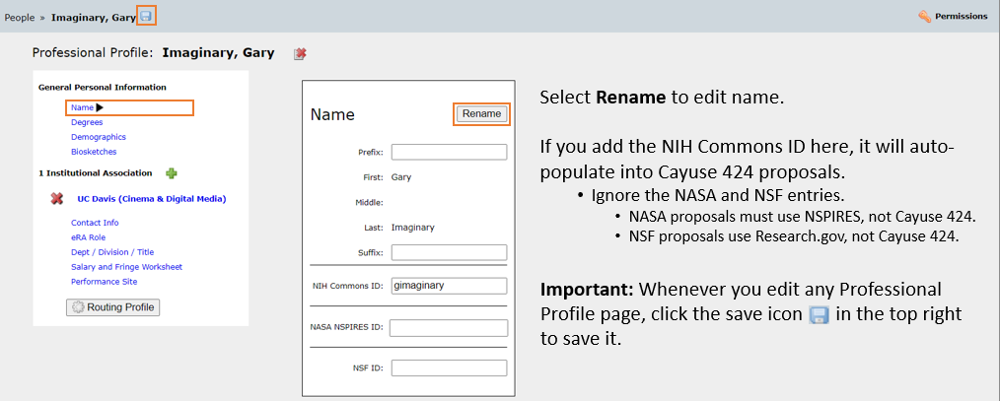 People » Imaginary, Gary
Permissions
Professional Profile: Imaginary, Gary
General Personal Information
Name
Degrees
Demographics
Biosketches
1 Institutional Association
UC Davis (Cinema & Digital Media)
Contact Info
eRA Role
Dept / Division / Title
Salary and Fringe Worksheet
Performance Site
Routing Profile
Name
Rename
Prefix:
First: Gary
Middle:
Last: Imaginary
Suffix:
NIH Commons ID: gimaginary
NASA NSPIRES ID:
NSF ID:
Select Rename to edit name.
If you add the NIH Commons ID here, it will auto-
populate into Cayuse 424 proposals.
• Ignore the NASA and NSF entries.
• NASA proposals must use NSPIRES, not Cayuse 424.
• NSF proposals use Research.gov, not Cayuse 424.
Important: Whenever you edit any Professional
Profile page, click the save icon in the top right
to save it.